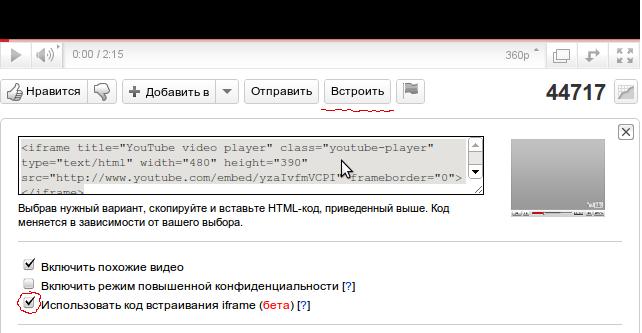 0:00 / 2:15
360p
Нравится
Добавить в
Отправить
Встроить
44717
<iframe title="YouTube video player" class="youtube-player"
type="text/html" width="480" height="390"
src="http://www.youtube.com/embed/yzaIvfmVCPI" frameborder="0">
</iframe>
Выбрав нужный вариант, скопируйте и вставьте HTML-код, приведенный выше. Код
меняется в зависимости от вашего выбора.
Включить похожие видео
Включить режим повышенной конфиденциальности [?]
Использовать код встраивания iframe (бета) [?]